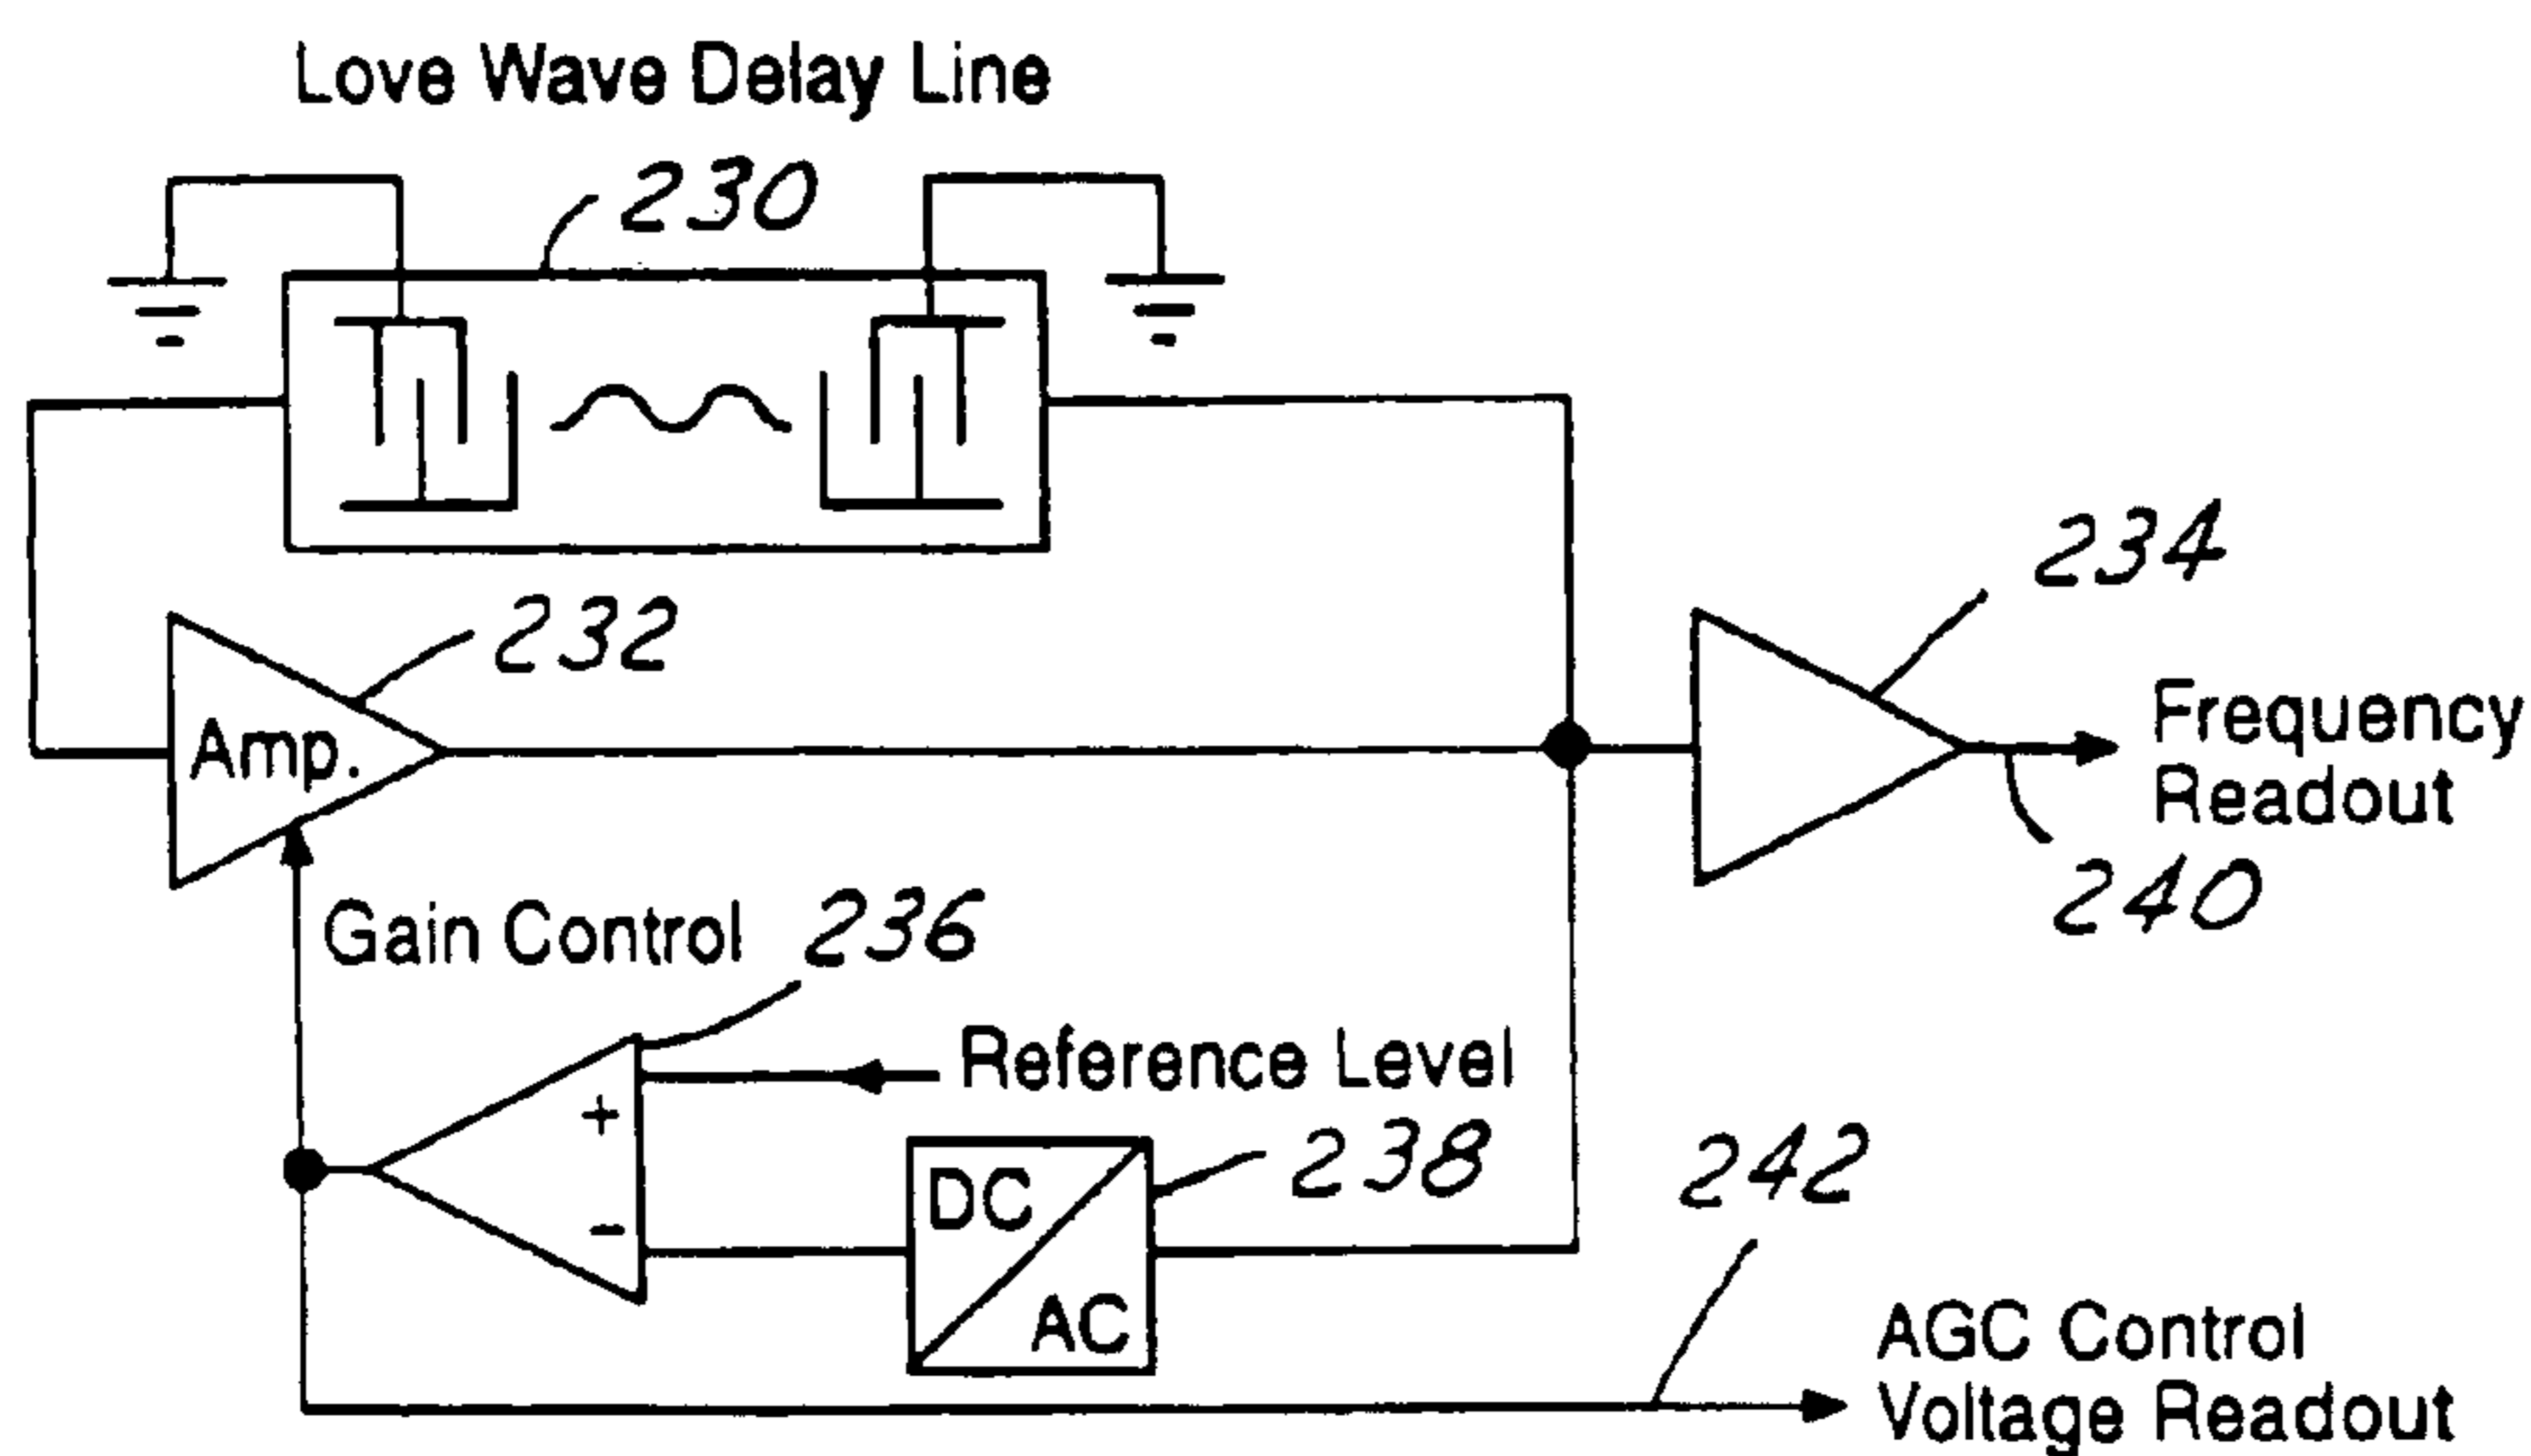 Love Wave Delay Line
230
234
232
Amp.
Frequency
Readout
240
Gain Control
236
Reference Level
+
-
238
DC
AC
242
AGC Control
Voltage Readout